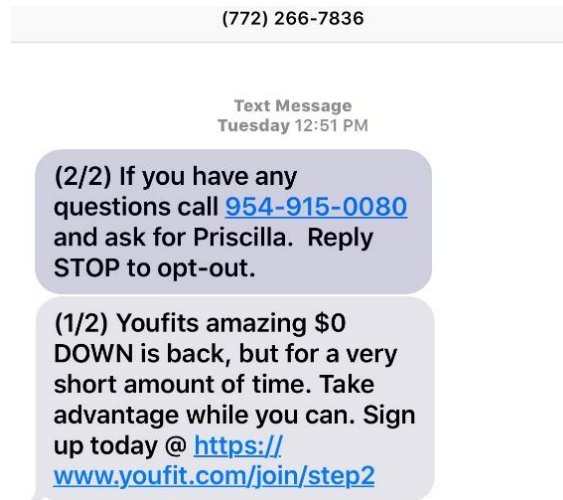 (772) 266-7836
Text Message
Tuesday 12:51 PM
(2/2) If you have any
questions call 954-915-0080
and ask for Priscilla.  Reply
STOP to opt-out.
(1/2) Youfits amazing $0
DOWN is back, but for a very
short amount of time. Take
advantage while you can. Sign
up today @ https://
www.youfit.com/join/step2